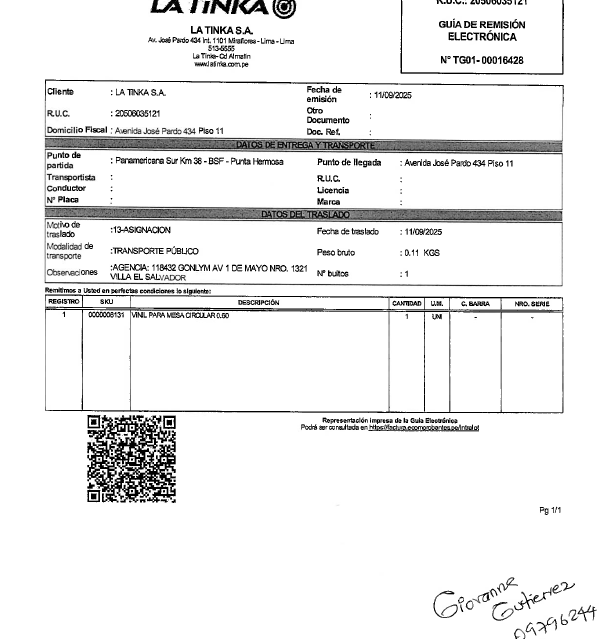 LA TINKA
LA TINKA S.A.
Av. José Pardo 434 Int. 1101 Miraflores - Lima - Lima
513-5555
La Tinka- Cd Almafin
www.latinka.com.pe
R.U.C.: 20506035121
GUÍA DE REMISIÓN
ELECTRÓNICA
N° TG01- 00016428
Cliente : LA TINKA S.A.
Fecha de emisión : 11/09/2025
R.U.C. : 20506035121
Otro Documento :
Domicilio Fiscal : Avenida José Pardo 434 Piso 11
Doc. Ref. :
DATOS DE ENTREGA Y TRANSPORTE
Punto de partida : Panamericana Sur Km 38 - BSF - Punta Hermosa
Punto de llegada : Avenida José Pardo 434 Piso 11
Transportista :
R.U.C. :
Conductor :
Licencia :
N° Placa :
Marca :
DATOS DEL TRASLADO
Motivo de traslado :13-ASIGNACION
Fecha de traslado : 11/09/2025
Modalidad de transporte :TRANSPORTE PÚBLICO
Peso bruto : 0.11 KGS
Observaciones :AGENCIA: 118432 GONLYM AV 1 DE MAYO NRO. 1321
VILLA EL SALVADOR
N° bultos : 1
Remitimos a Usted en perfectas condiciones lo siguiente:
REGISTRO SKU DESCRIPCIÓN CANTIDAD U.M. C. BARRA NRO. SERIE
1 0000006131 VINIL PARA MESA CIRCULAR 0.60 1 UNI - -
Representación impresa de la Guía Electrónica
Podrá ser consultada en https://factura.ecomprobantes.pe/intralot
Pg 1/1
Giovanna
Gutierrez
09796244